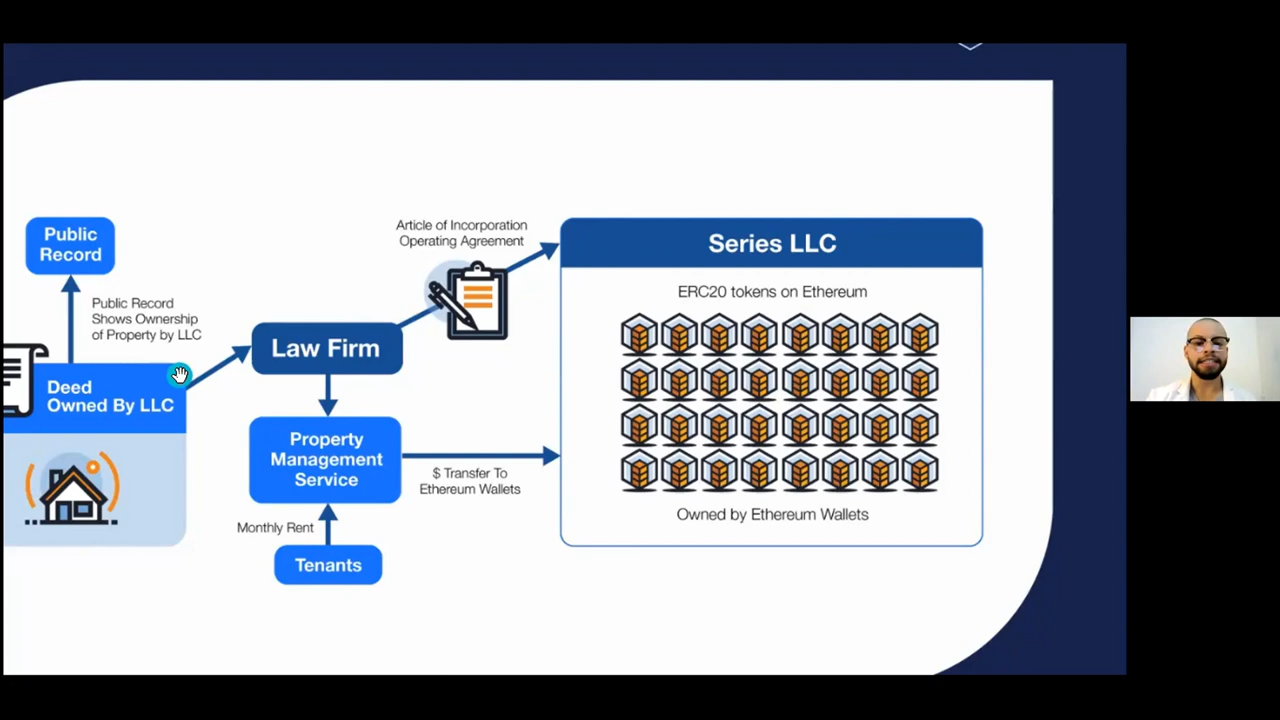 Public
Record
Public Record
Shows Ownership
of Property by LLC
Deed
Owned By LLC
Law Firm
Article of Incorporation
Operating Agreement
Property
Management
Service
$ Transfer To
Ethereum Wallets
Monthly Rent
Tenants
Series LLC
ERC20 tokens on Ethereum
Owned by Ethereum Wallets